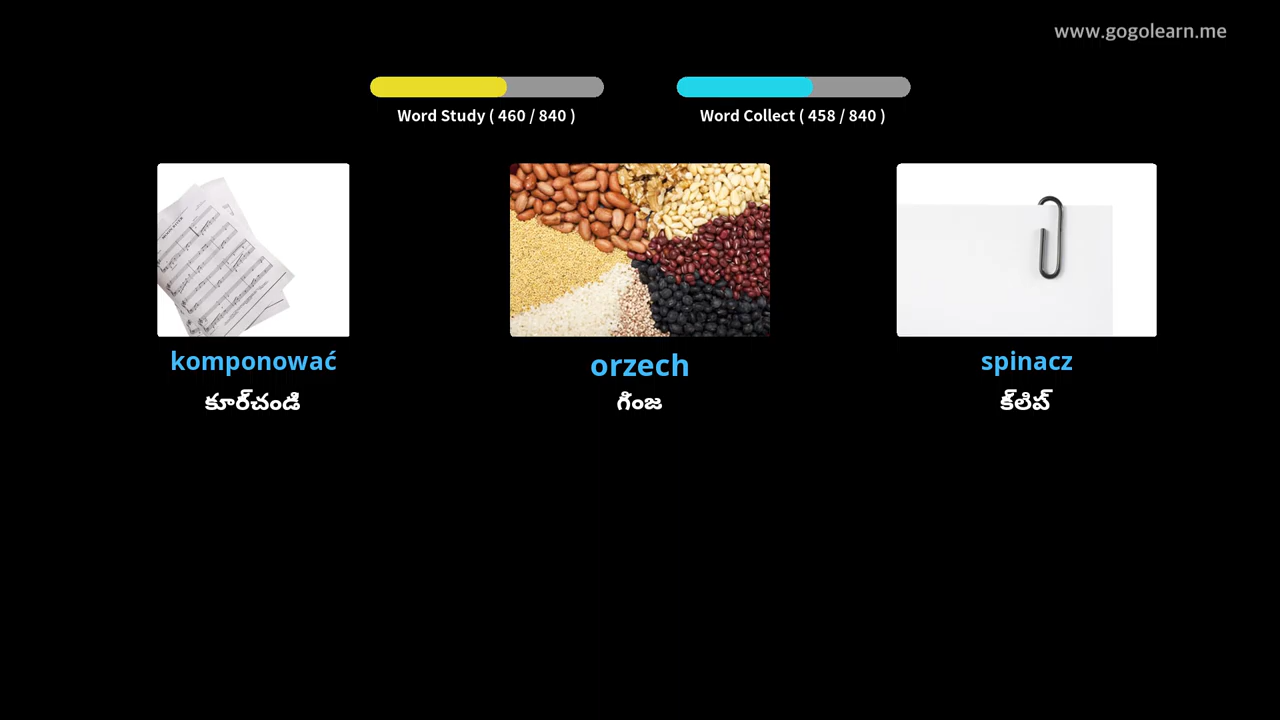 www.gogolearn.me
Word Study ( 460 / 840 )
Word Collect ( 458 / 840 )
komponować
కూర్చండి
orzech
గింజ
spinacz
క్‌లిప్